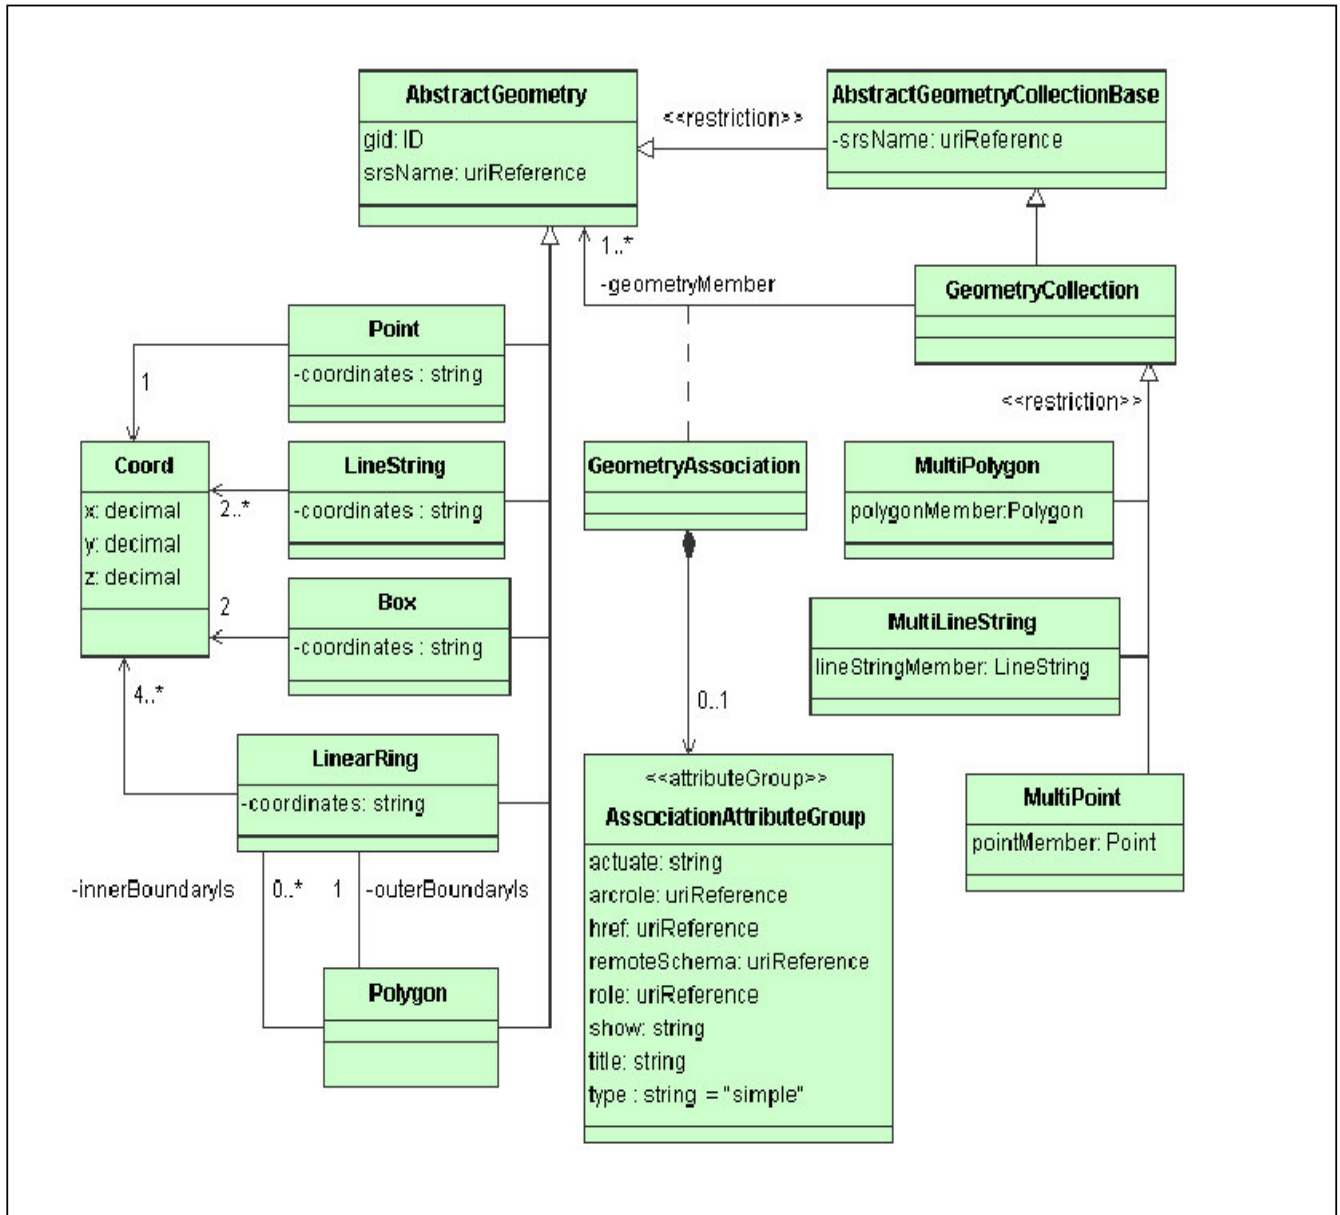 AbstractGeometry
gid: ID
srsName: uriReference
<<restriction>>
AbstractGeometryCollectionBase
-srsName: uriReference
1..*
-geometryMember
GeometryCollection
Point
-coordinates : string
1
<<restriction>>
Coord
x: decimal
y: decimal
z: decimal
LineString
-coordinates : string
2..*
GeometryAssociation
MultiPolygon
polygonMember:Polygon
Box
-coordinates : string
2
MultiLineString
lineStringMember: LineString
4..*
0..1
LinearRing
-coordinates: string
<<attributeGroup>>
AssociationAttributeGroup
actuate: string
arcrole: uriReference
href: uriReference
remoteSchema: uriReference
role: uriReference
show: string
title: string
type : string = "simple"
MultiPoint
pointMember: Point
-innerBoundaryIs
0..*
1
-outerBoundaryIs
Polygon